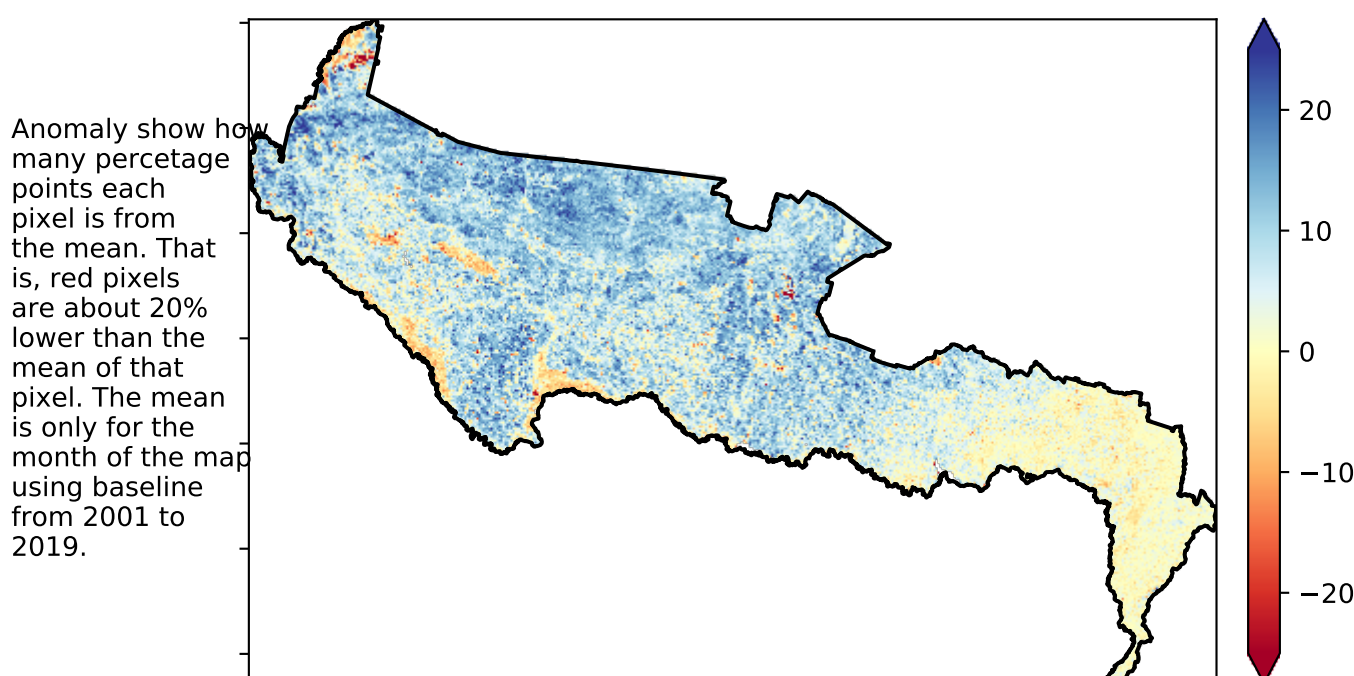 Anomaly show how
many percetage
points each
pixel is from
the mean. That
is, red pixels
are about 20%
lower than the
mean of that
pixel. The mean
is only for the
month of the map
using baseline
from 2001 to
2019.
20
10
0
−10
−20